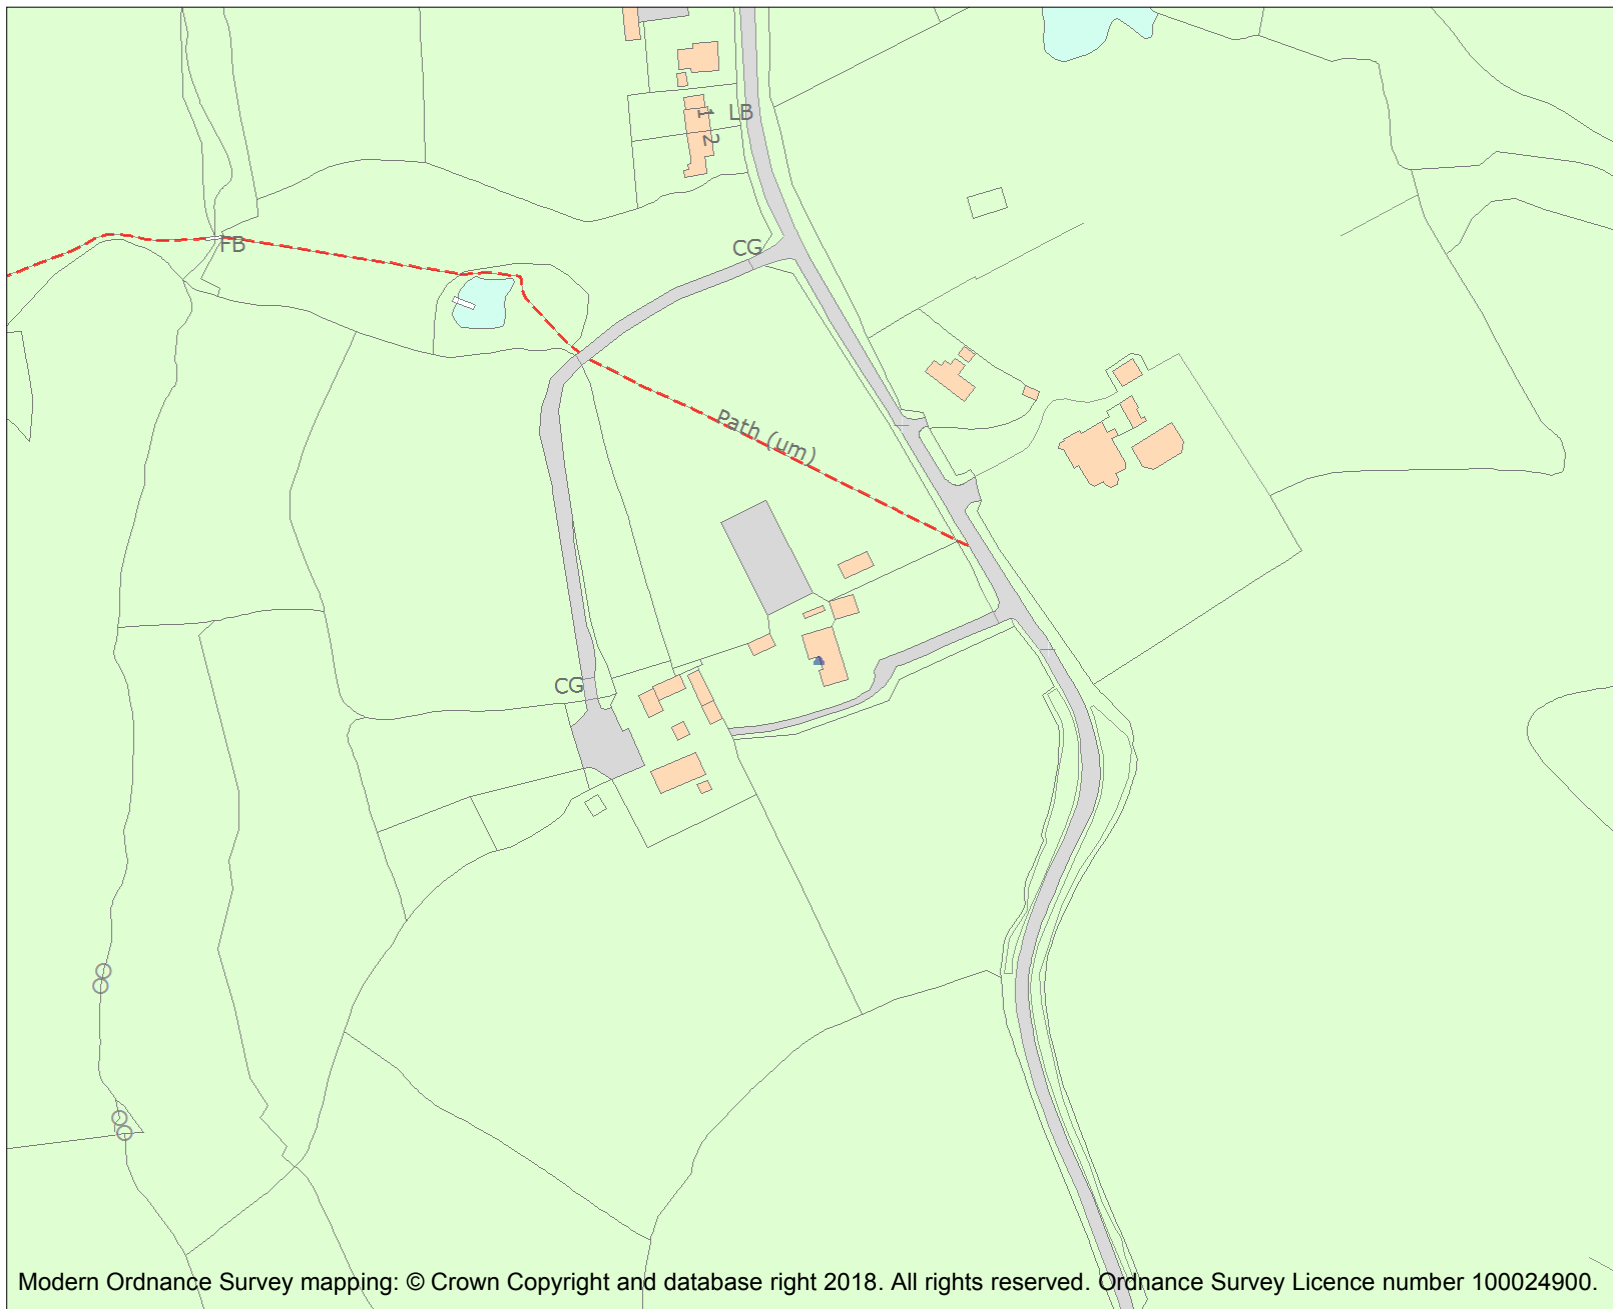 1
LB
2
FB
CG
Path (um)
CG
Modern Ordnance Survey mapping: © Crown Copyright and database right 2018. All rights reserved. Ordnance Survey Licence number 100024900.